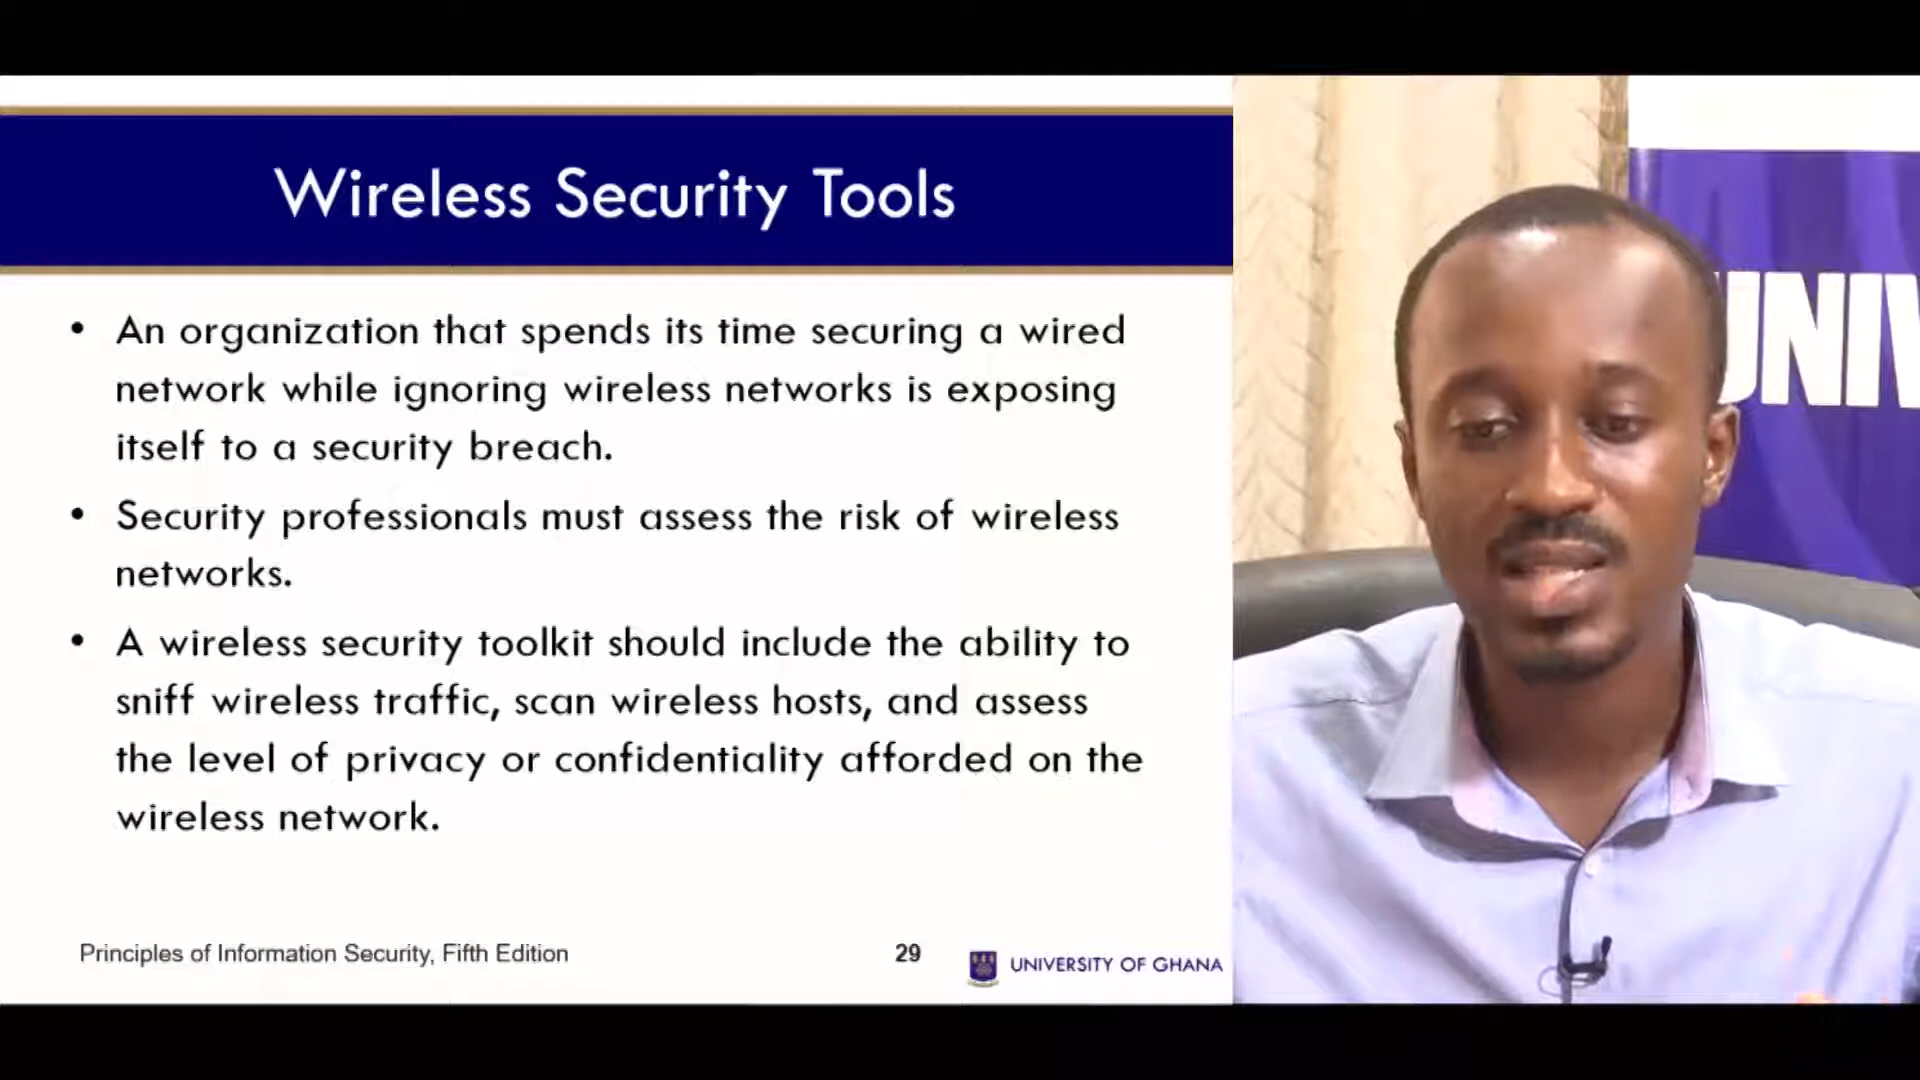 Wireless Security Tools
• An organization that spends its time securing a wired
network while ignoring wireless networks is exposing
itself to a security breach.
• Security professionals must assess the risk of wireless
networks.
• A wireless security toolkit should include the ability to
sniff wireless traffic, scan wireless hosts, and assess
the level of privacy or confidentiality afforded on the
wireless network.
Principles of Information Security, Fifth Edition
29
UNIVERSITY OF GHANA
UNIV